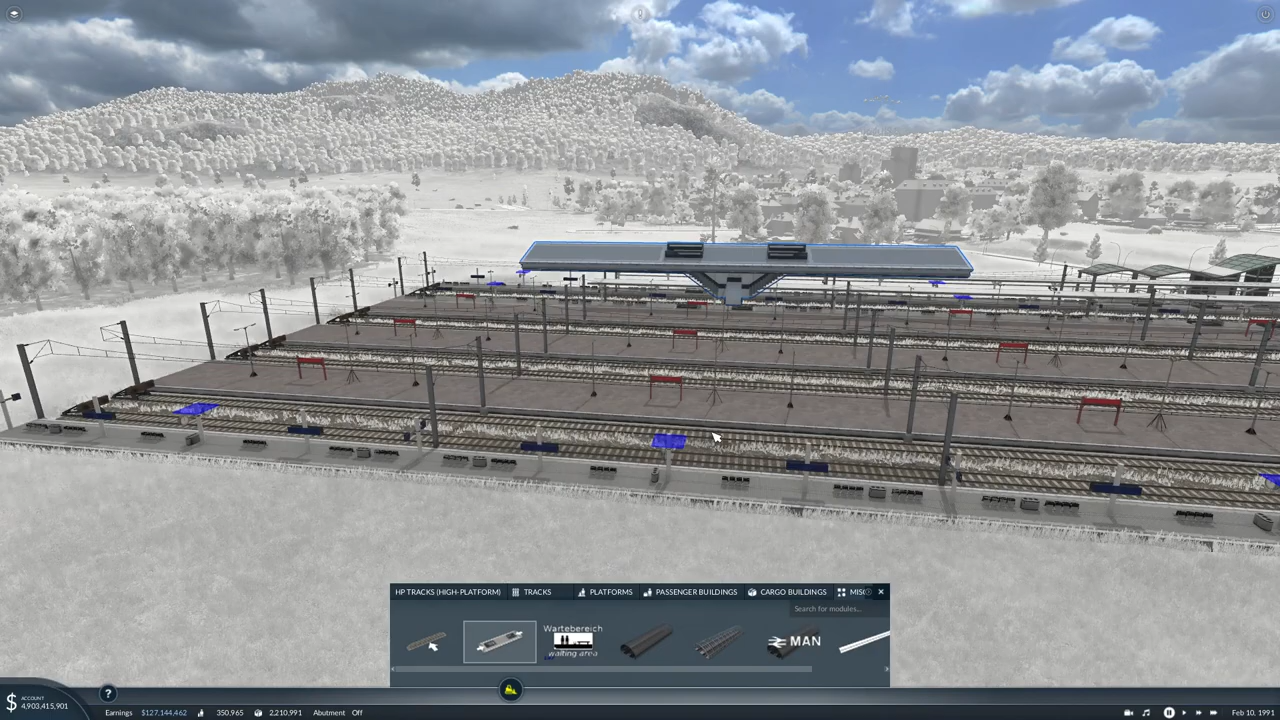 HP TRACKS (HIGH-PLATFORM) TRACKS PLATFORMS PASSENGER BUILDINGS CARGO BUILDINGS MISC
Search for modules...
Wartebereich
waiting area
MAN
?
$ ACCOUNT
4,903,415,901
Earnings $127,144,462 350,965 2,210,991 Abutment Off
Feb 10, 1991